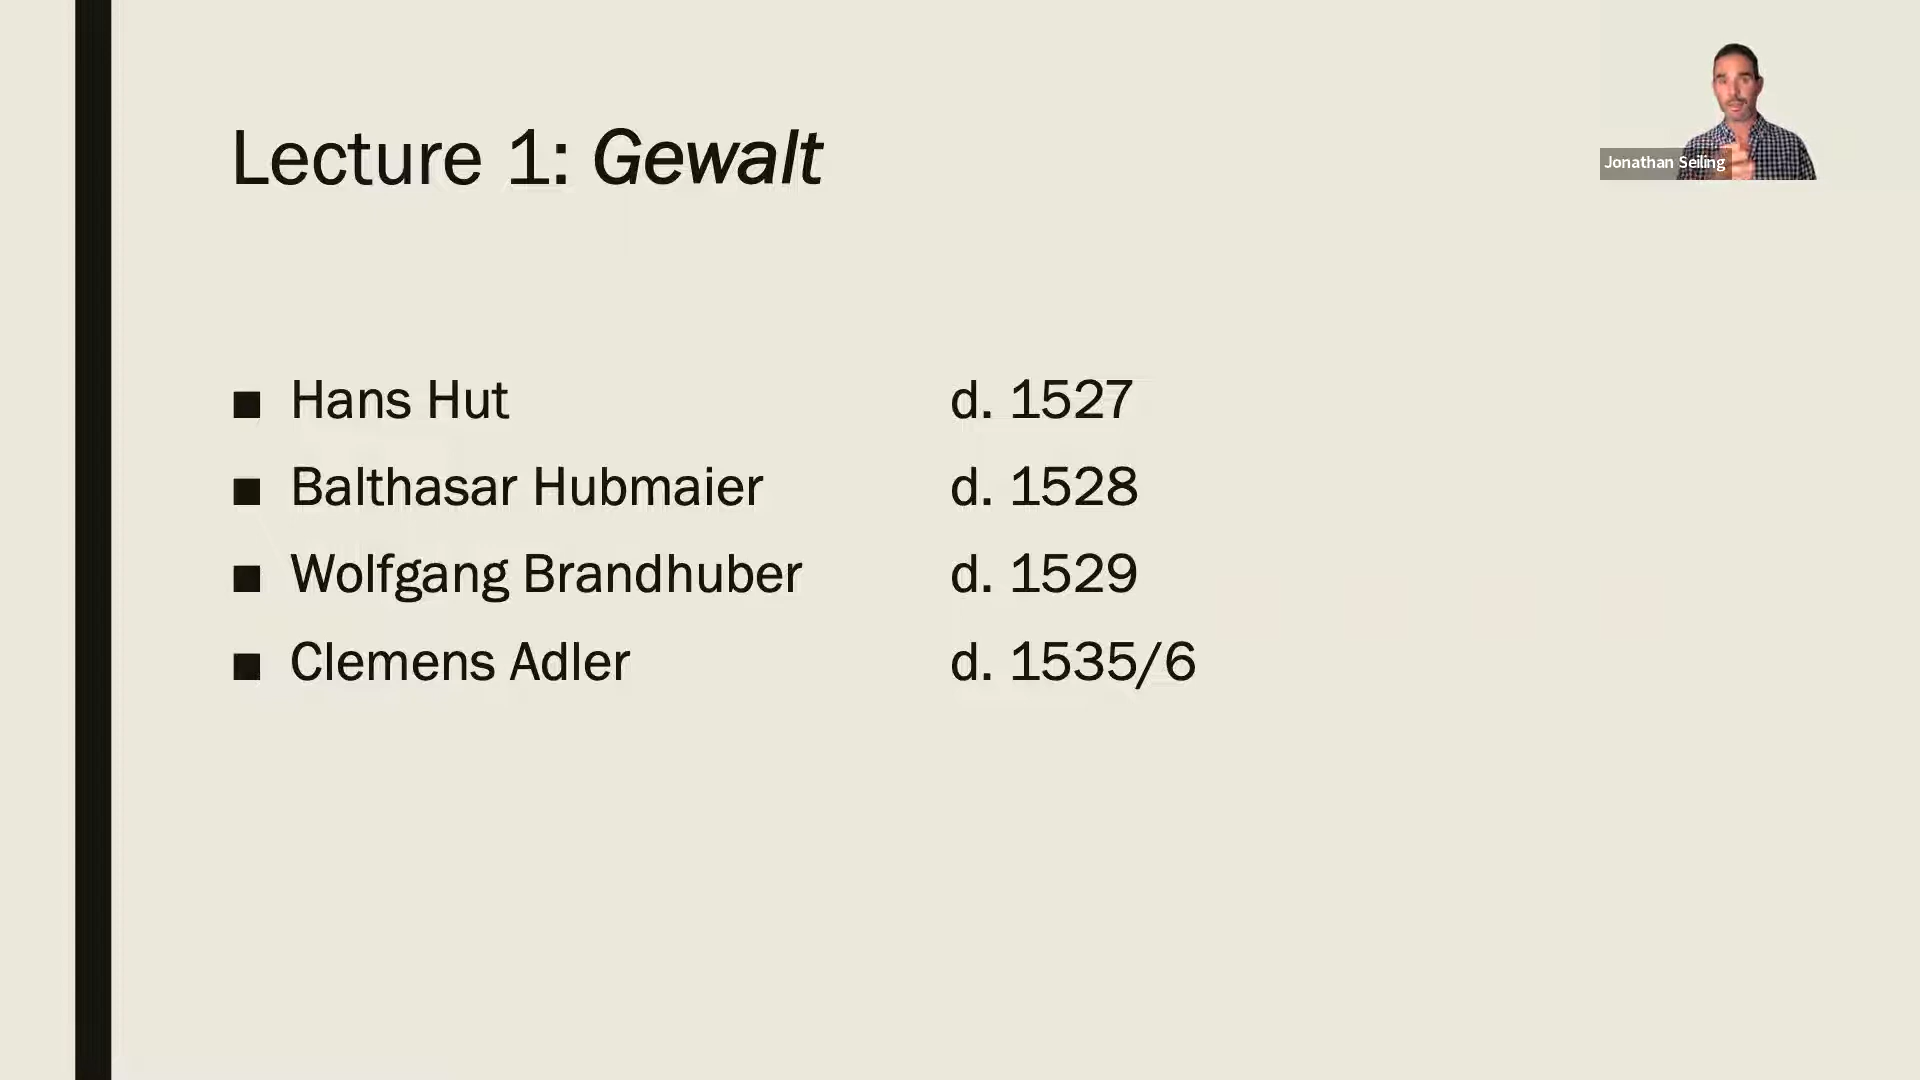 Lecture 1: Gewalt
Jonathan Seiling
■ Hans Hut d. 1527
■ Balthasar Hubmaier d. 1528
■ Wolfgang Brandhuber d. 1529
■ Clemens Adler d. 1535/6